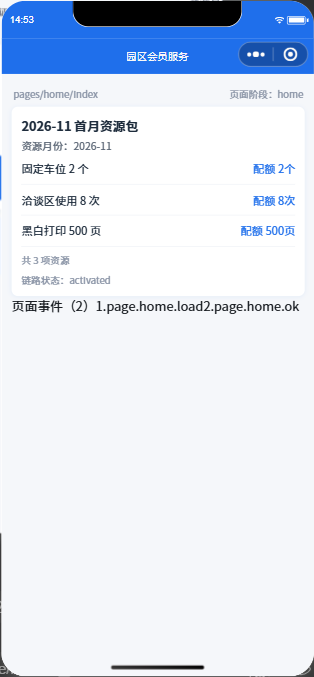 14:53
园区会员服务
pages/home/index
页面阶段：home
2026-11 首月资源包
资源月份：2026-11
固定车位 2 个
配额 2个
洽谈区使用 8 次
配额 8次
黑白打印 500 页
配额 500页
共 3 项资源
链路状态：activated
页面事件（2）1.page.home.load2.page.home.ok